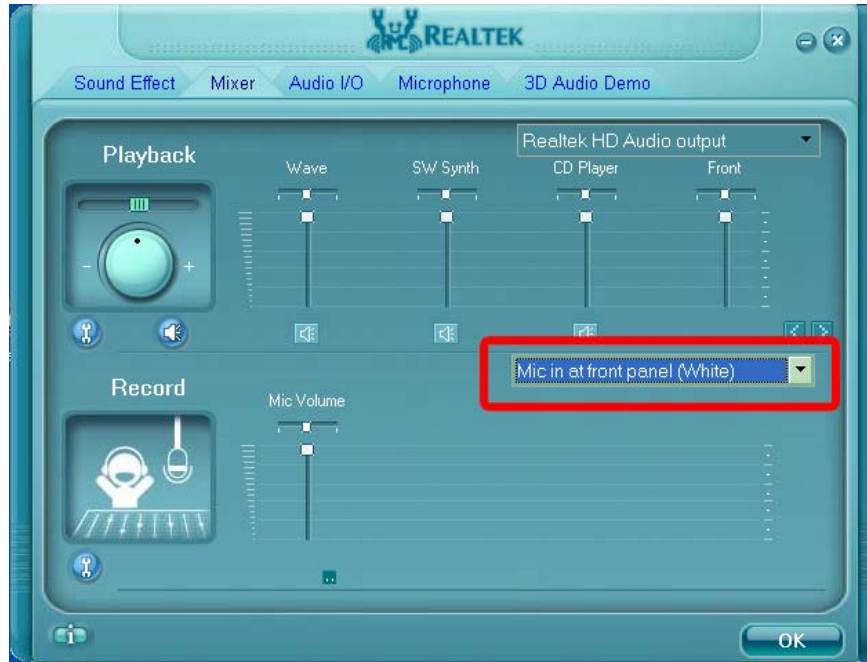 REALTEK
Sound Effect Mixer Audio I/O Microphone 3D Audio Demo
Realtek HD Audio output
Playback
Wave SW Synth CD Player Front
- +
Mic in at front panel (White)
Record
Mic Volume
OK